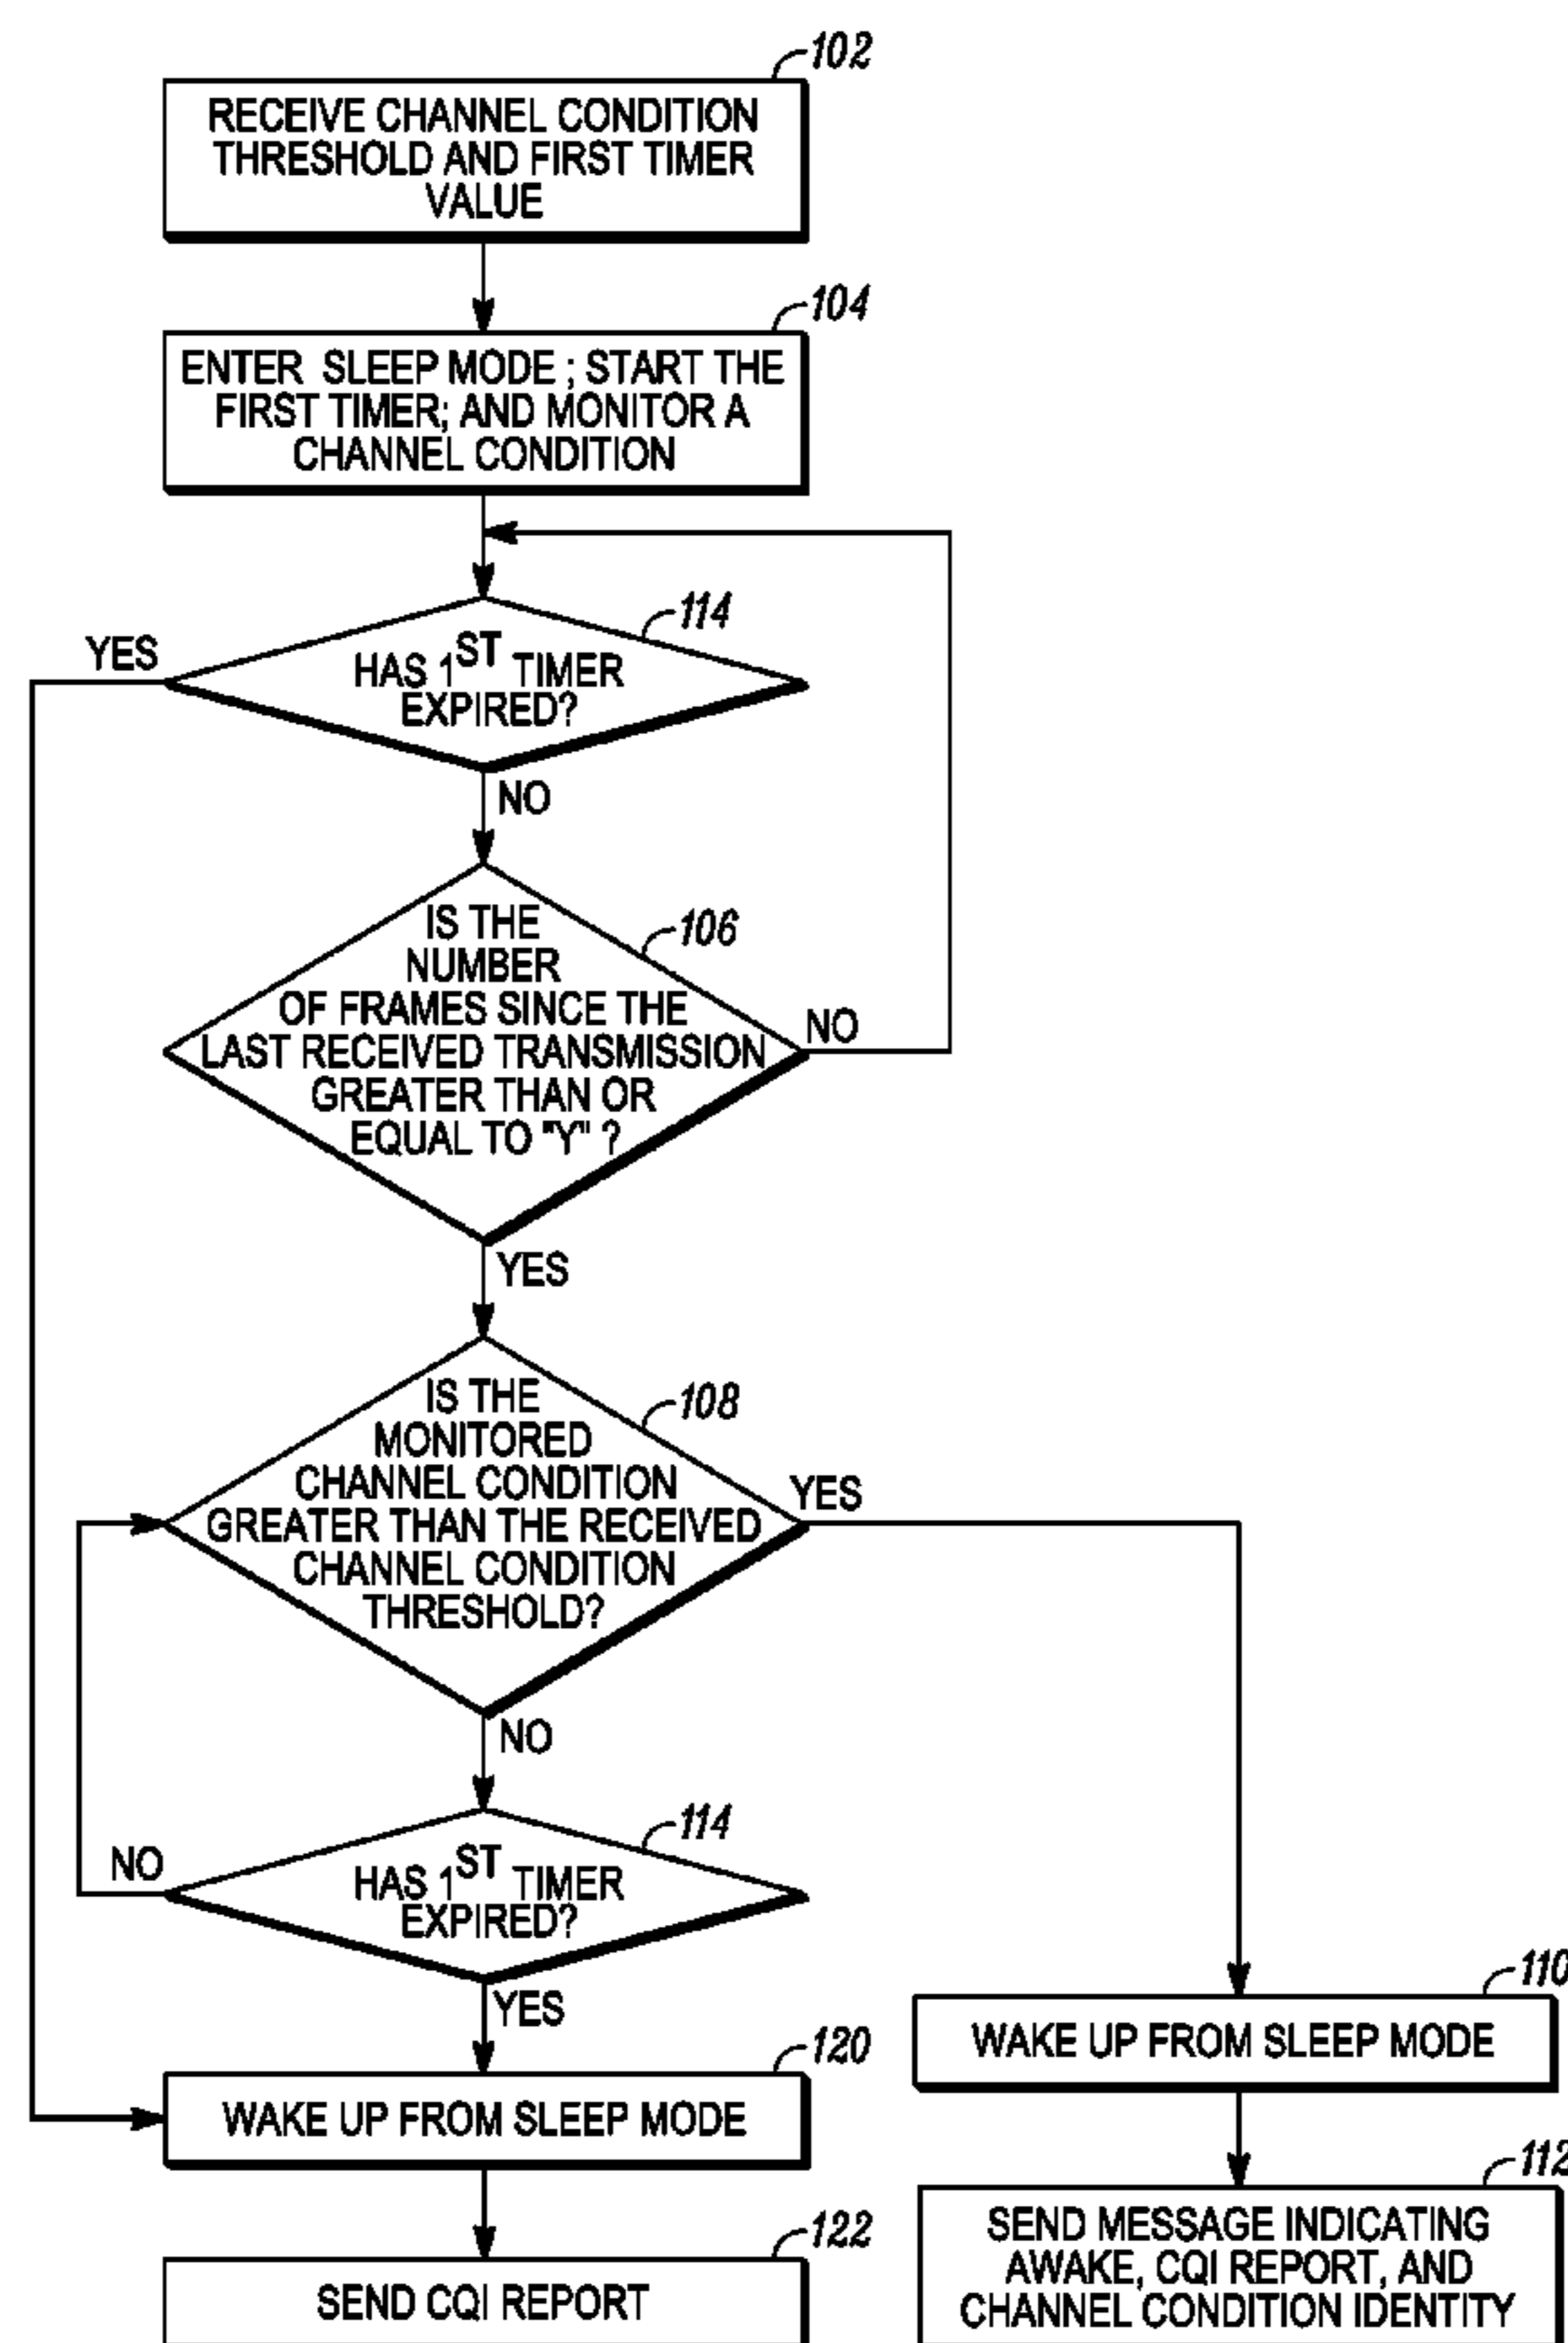 102
RECEIVE CHANNEL CONDITION
THRESHOLD AND FIRST TIMER
VALUE
104
ENTER SLEEP MODE ; START THE
FIRST TIMER; AND MONITOR A
CHANNEL CONDITION
114
YES
HAS 1ST TIMER
EXPIRED?
NO
106
IS THE
NUMBER
OF FRAMES SINCE THE
LAST RECEIVED TRANSMISSION
GREATER THAN OR
EQUAL TO "Y" ?
NO
YES
108
IS THE
MONITORED
CHANNEL CONDITION
GREATER THAN THE RECEIVED
CHANNEL CONDITION
THRESHOLD?
YES
NO
114
NO
HAS 1ST TIMER
EXPIRED?
YES
120
WAKE UP FROM SLEEP MODE
122
SEND CQI REPORT
110
WAKE UP FROM SLEEP MODE
112
SEND MESSAGE INDICATING
AWAKE, CQI REPORT, AND
CHANNEL CONDITION IDENTITY